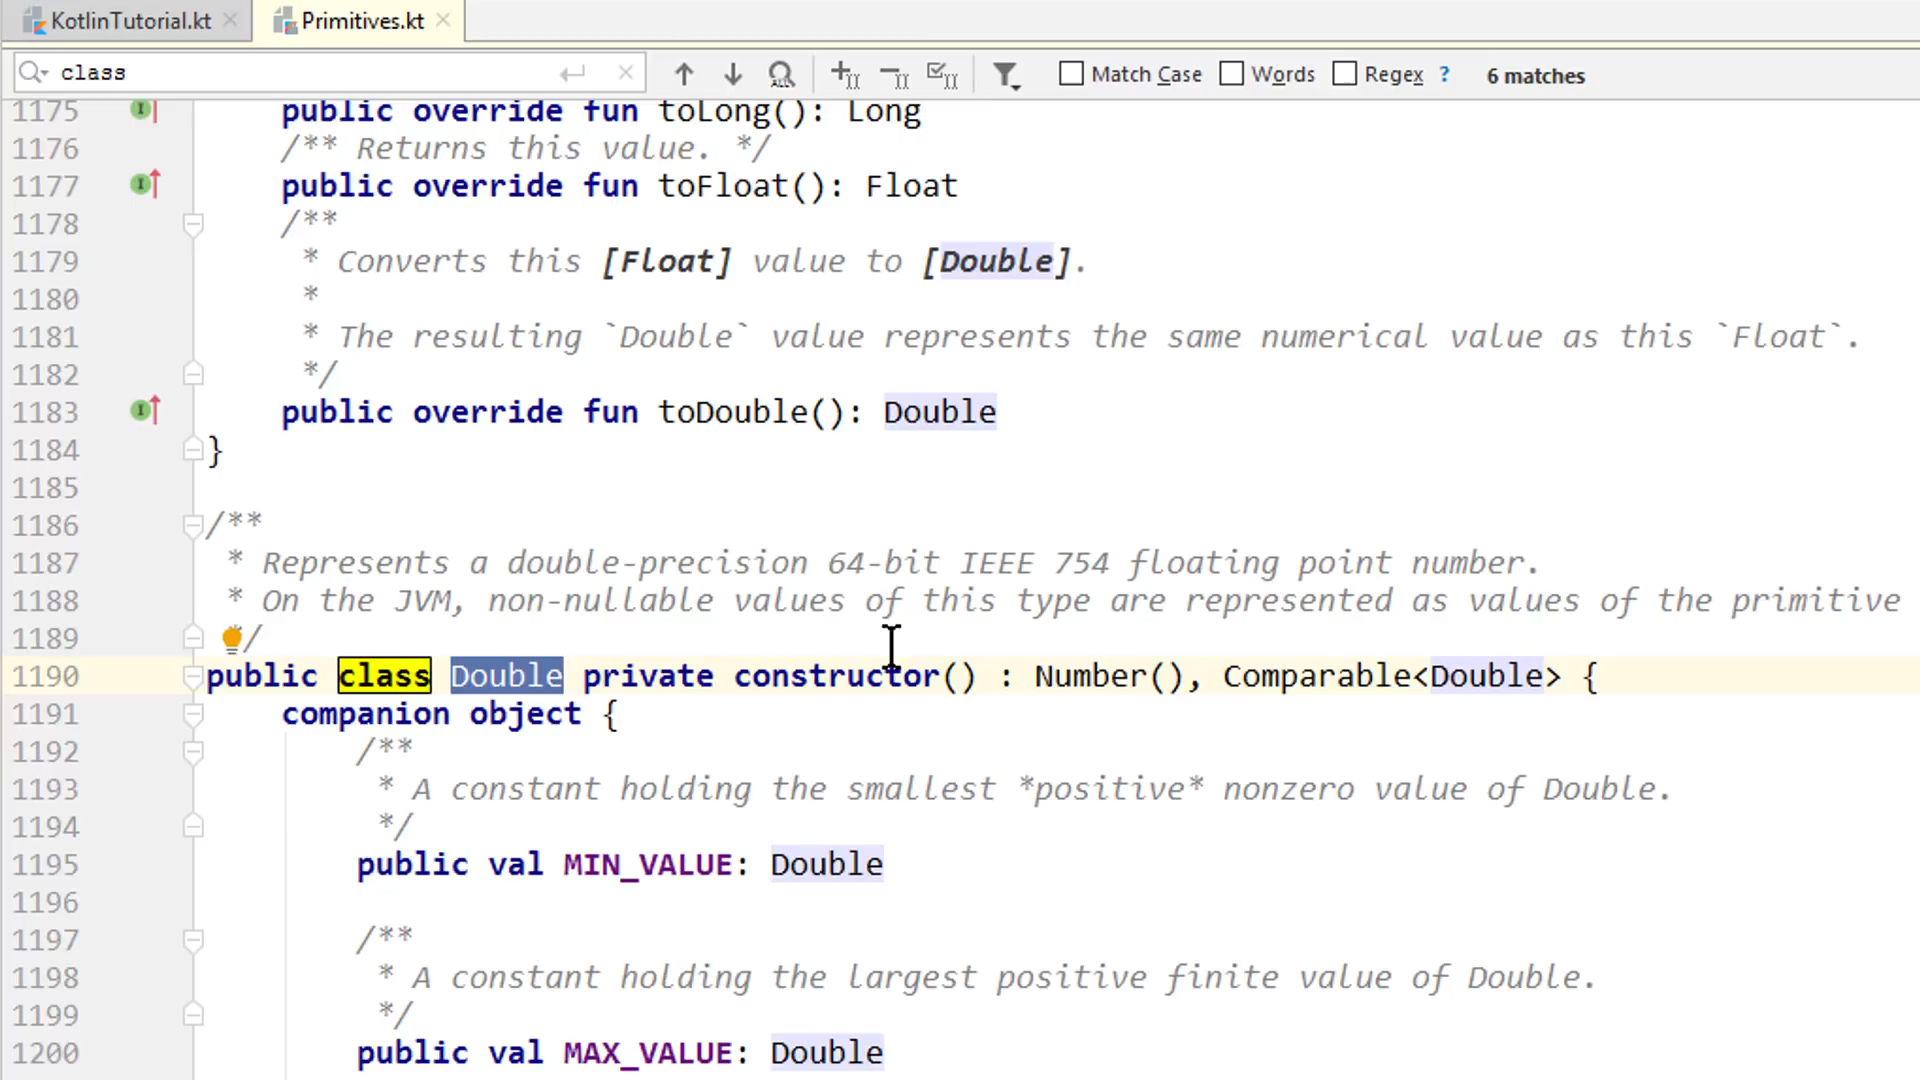 KotlinTutorial.kt Primitives.kt
class Match Case Words Regex ? 6 matches
1175 public override fun toLong(): Long
1176 /** Returns this value. */
1177 public override fun toFloat(): Float
1178 /**
1179 * Converts this [Float] value to [Double].
1180 *
1181 * The resulting `Double` value represents the same numerical value as this `Float`.
1182 */
1183 public override fun toDouble(): Double
1184 }
1185
1186 /**
1187 * Represents a double-precision 64-bit IEEE 754 floating point number.
1188 * On the JVM, non-nullable values of this type are represented as values of the primitive
1189 */
1190 public class Double private constructor() : Number(), Comparable<Double> {
1191 companion object {
1192 /**
1193 * A constant holding the smallest *positive* nonzero value of Double.
1194 */
1195 public val MIN_VALUE: Double
1196
1197 /**
1198 * A constant holding the largest positive finite value of Double.
1199 */
1200 public val MAX_VALUE: Double